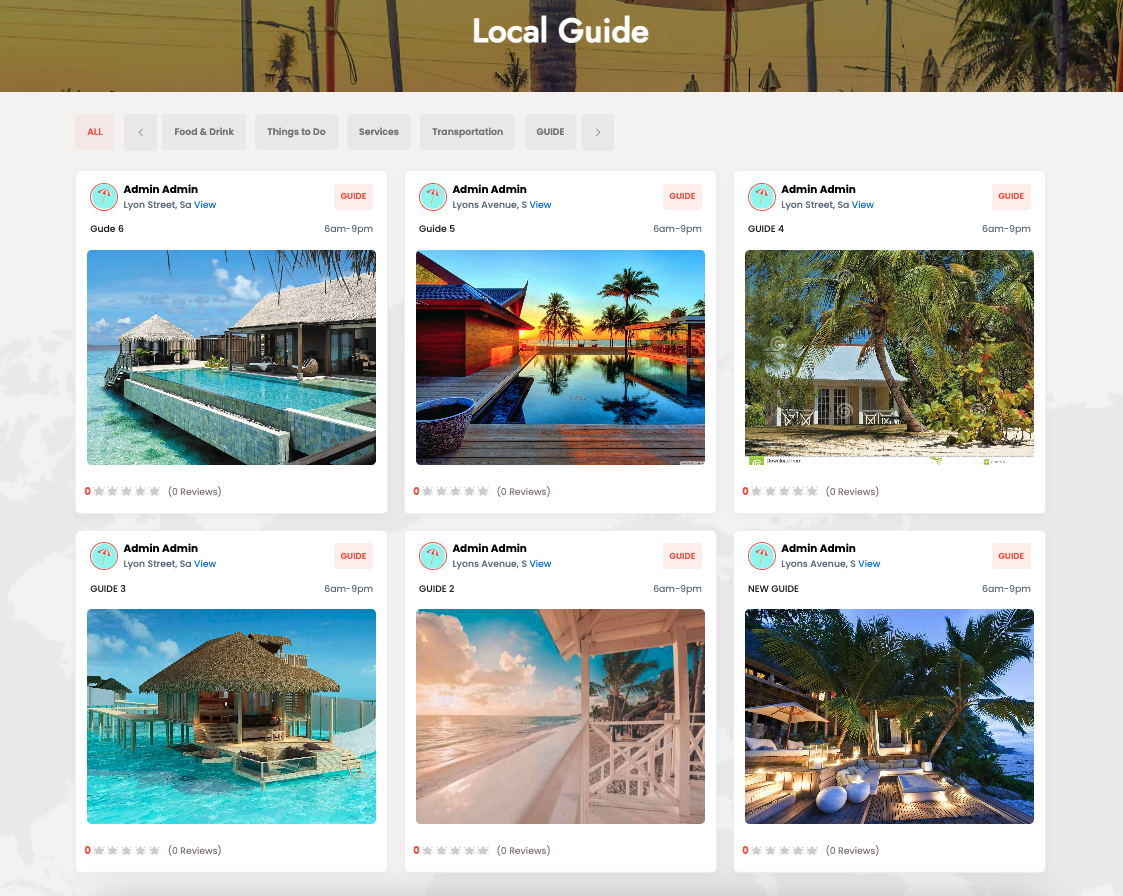 Local Guide
ALL
Food & Drink
Things to Do
Services
Transportation
GUIDE
Admin Admin
Lyon Street, Sa View
GUIDE
Gude 6
6am-9pm
0 (0 Reviews)
Admin Admin
Lyons Avenue, S View
GUIDE
Guide 5
6am-9pm
0 (0 Reviews)
Admin Admin
Lyon Street, Sa View
GUIDE
GUIDE 4
6am-9pm
Download from
0 (0 Reviews)
Admin Admin
Lyon Street, Sa View
GUIDE
GUIDE 3
6am-9pm
0 (0 Reviews)
Admin Admin
Lyons Avenue, S View
GUIDE
GUIDE 2
6am-9pm
0 (0 Reviews)
Admin Admin
Lyons Avenue, S View
GUIDE
NEW GUIDE
6am-9pm
0 (0 Reviews)